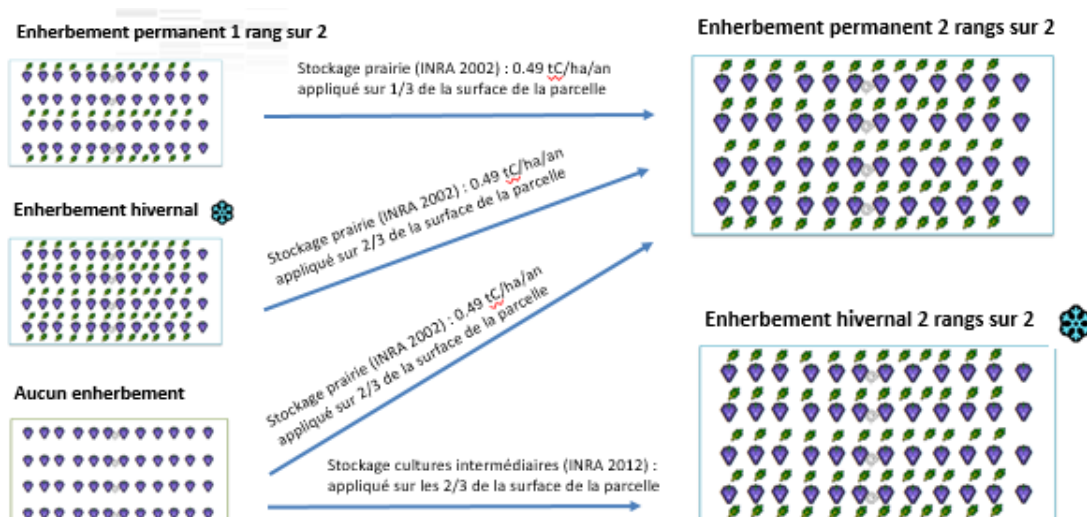 Enherbement permanent 1 rang sur 2
Stockage prairie (INRA 2002) : 0.49 tC/ha/an
appliqué sur 1/3 de la surface de la parcelle
Enherbement permanent 2 rangs sur 2
Enherbement hivernal
Stockage prairie (INRA 2002) : 0.49 tC/ha/an
appliqué sur 2/3 de la surface de la parcelle
Stockage prairie (INRA 2002) : 0.49 tC/ha/an
appliqué sur 2/3 de la surface de la parcelle
Enherbement hivernal 2 rangs sur 2
Aucun enherbement
Stockage cultures intermédiaires (INRA 2012) :
appliqué sur les 2/3 de la surface de la parcelle